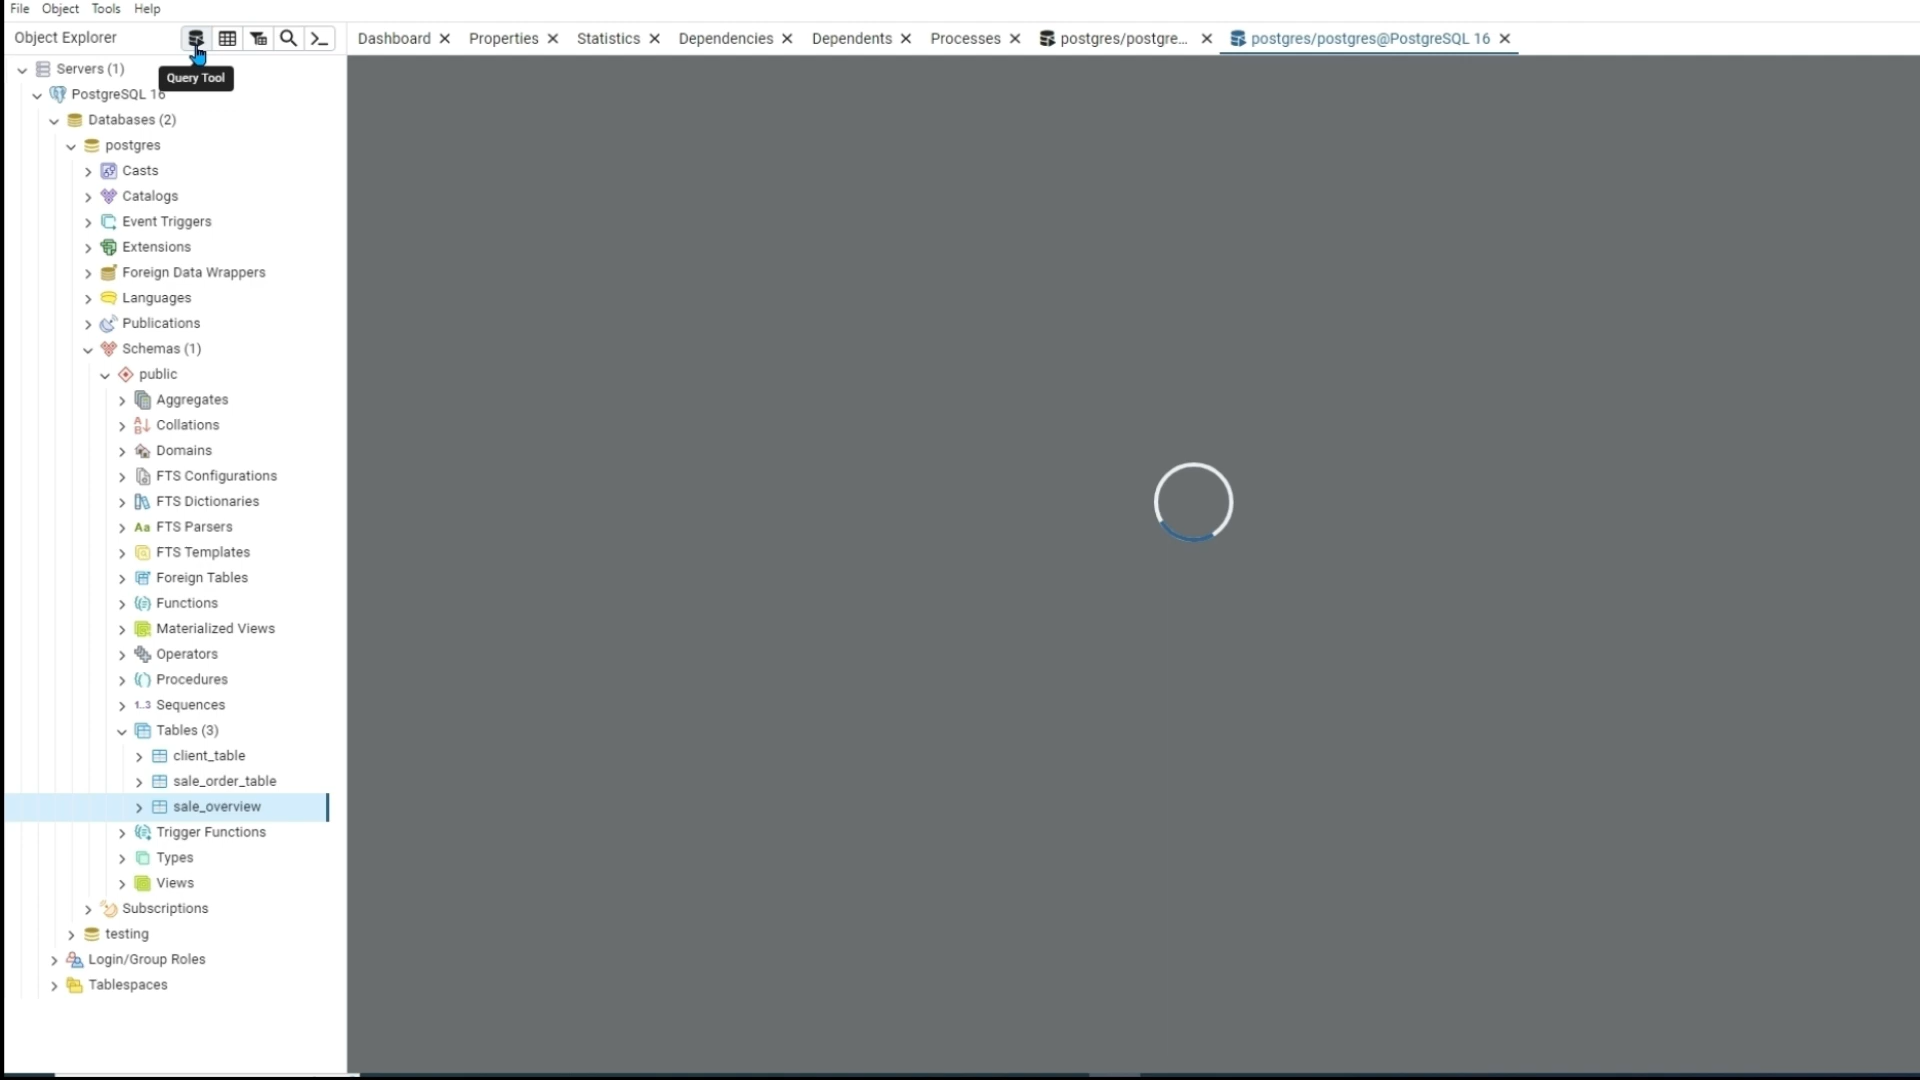 File Object Tools Help
Object Explorer
Dashboard Properties Statistics Dependencies Dependents Processes postgres/postgre... postgres/postgres@PostgreSQL 16
Query Tool
Servers (1)
PostgreSQL 16
Databases (2)
postgres
Casts
Catalogs
Event Triggers
Extensions
Foreign Data Wrappers
Languages
Publications
Schemas (1)
public
Aggregates
Collations
Domains
FTS Configurations
FTS Dictionaries
Aa FTS Parsers
FTS Templates
Foreign Tables
Functions
Materialized Views
Operators
Procedures
1..3 Sequences
Tables (3)
client_table
sale_order_table
sale_overview
Trigger Functions
Types
Views
Subscriptions
testing
Login/Group Roles
Tablespaces